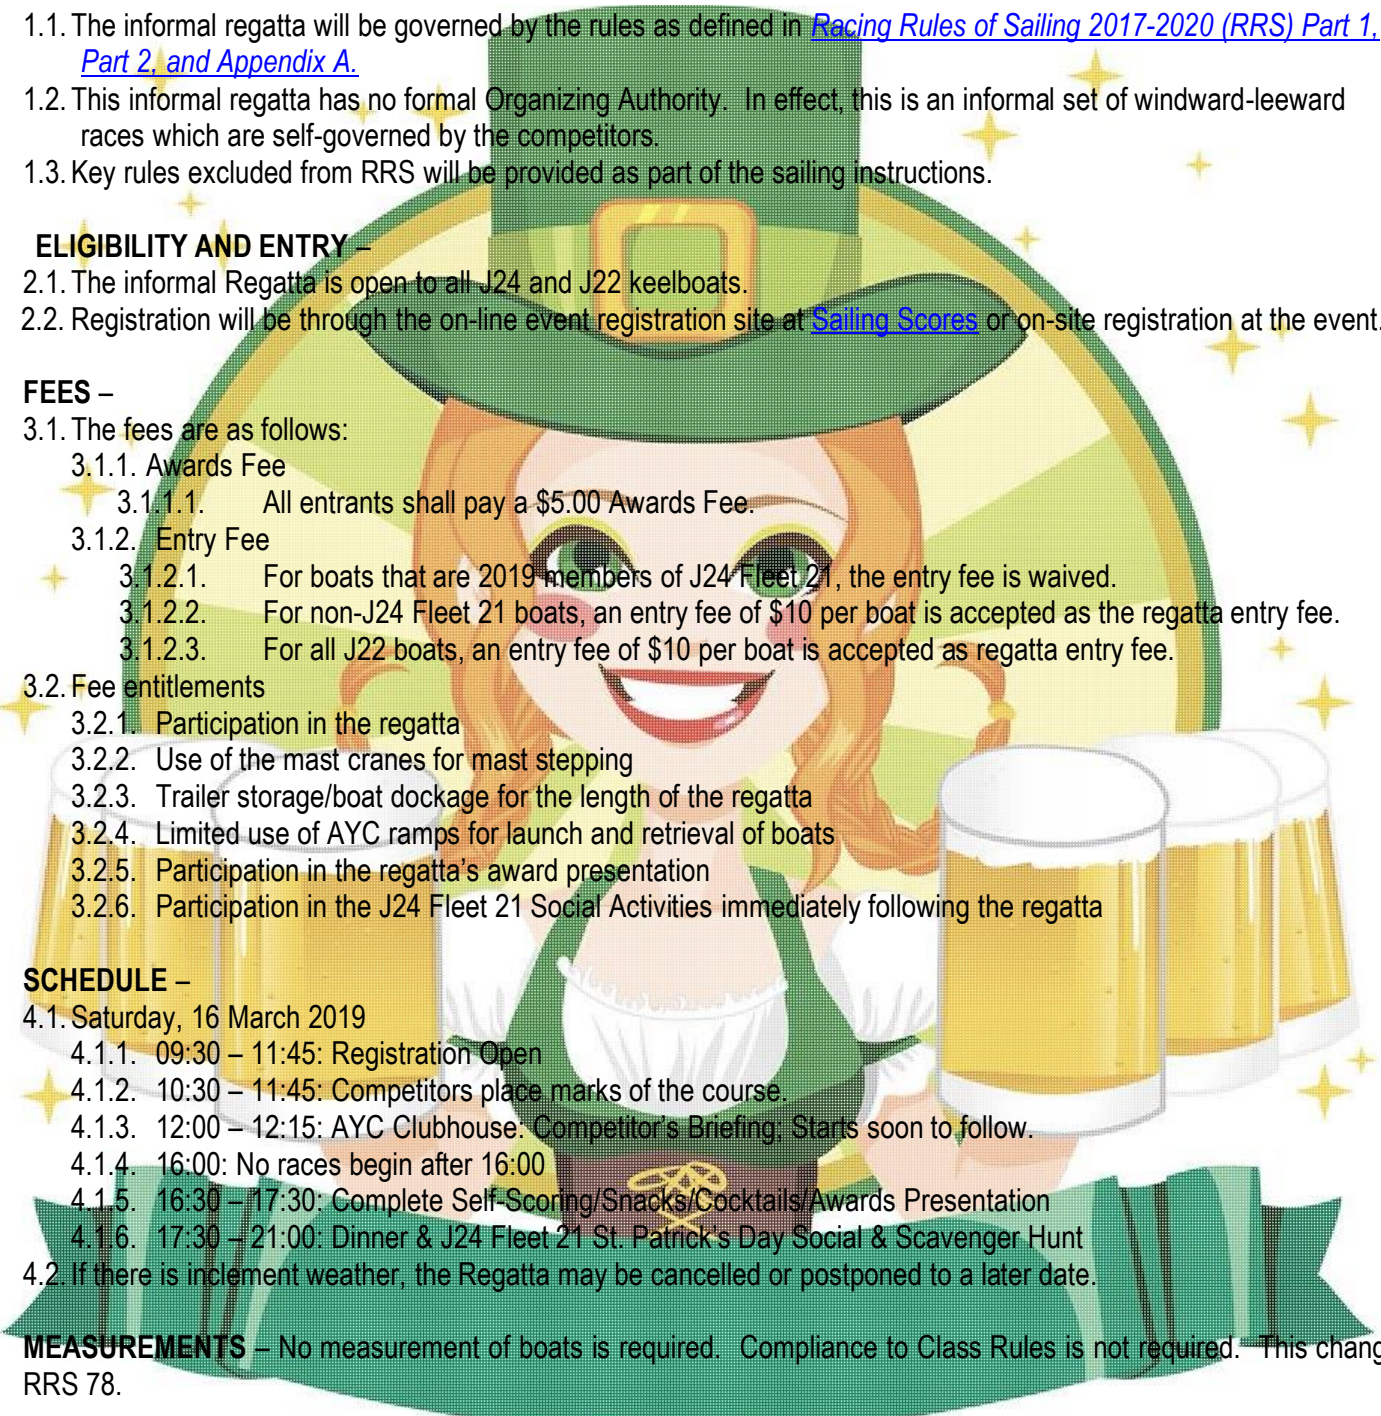 1.1. The informal regatta will be governed by the rules as defined in Racing Rules of Sailing 2017-2020 (RRS) Part 1,
Part 2, and Appendix A.
1.2. This informal regatta has no formal Organizing Authority. In effect, this is an informal set of windward-leeward
races which are self-governed by the competitors.
1.3. Key rules excluded from RRS will be provided as part of the sailing instructions.
ELIGIBILITY AND ENTRY –
2.1. The informal Regatta is open to all J24 and J22 keelboats.
2.2. Registration will be through the on-line event registration site at Sailing Scores or on-site registration at the event.
FEES –
3.1. The fees are as follows:
3.1.1. Awards Fee
3.1.1.1. All entrants shall pay a $5.00 Awards Fee.
3.1.2. Entry Fee
3.1.2.1. For boats that are 2019 members of J24 Fleet 21, the entry fee is waived.
3.1.2.2. For non-J24 Fleet 21 boats, an entry fee of $10 per boat is accepted as the regatta entry fee.
3.1.2.3. For all J22 boats, an entry fee of $10 per boat is accepted as regatta entry fee.
3.2. Fee entitlements
3.2.1. Participation in the regatta
3.2.2. Use of the mast cranes for mast stepping
3.2.3. Trailer storage/boat dockage for the length of the regatta
3.2.4. Limited use of AYC ramps for launch and retrieval of boats
3.2.5. Participation in the regatta’s award presentation
3.2.6. Participation in the J24 Fleet 21 Social Activities immediately following the regatta
SCHEDULE –
4.1. Saturday, 16 March 2019
4.1.1. 09:30 – 11:45: Registration Open
4.1.2. 10:30 – 11:45: Competitors place marks of the course.
4.1.3. 12:00 – 12:15: AYC Clubhouse: Competitor’s Briefing; Starts soon to follow.
4.1.4. 16:00: No races begin after 16:00
4.1.5. 16:30 – 17:30: Complete Self-Scoring/Snacks/Cocktails/Awards Presentation
4.1.6. 17:30 – 21:00: Dinner & J24 Fleet 21 St. Patrick’s Day Social & Scavenger Hunt
4.2. If there is inclement weather, the Regatta may be cancelled or postponed to a later date.
MEASUREMENTS – No measurement of boats is required. Compliance to Class Rules is not required. This chang
RRS 78.